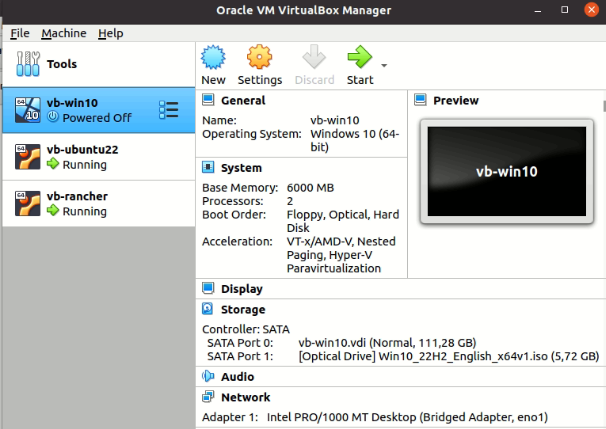 Oracle VM VirtualBox Manager
File Machine Help
Tools
New Settings Discard Start
64
10
vb-win10
Powered Off
64
vb-ubuntu22
Running
64
vb-rancher
Running
General
Name: vb-win10
Operating System: Windows 10 (64-
bit)
System
Base Memory: 6000 MB
Processors: 2
Boot Order: Floppy, Optical, Hard
Disk
Acceleration: VT-x/AMD-V, Nested
Paging, Hyper-V
Paravirtualization
Preview
vb-win10
Display
Storage
Controller: SATA
SATA Port 0: vb-win10.vdi (Normal, 111,28 GB)
SATA Port 1: [Optical Drive] Win10_22H2_English_x64v1.iso (5,72 GB)
Audio
Network
Adapter 1: Intel PRO/1000 MT Desktop (Bridged Adapter, eno1)